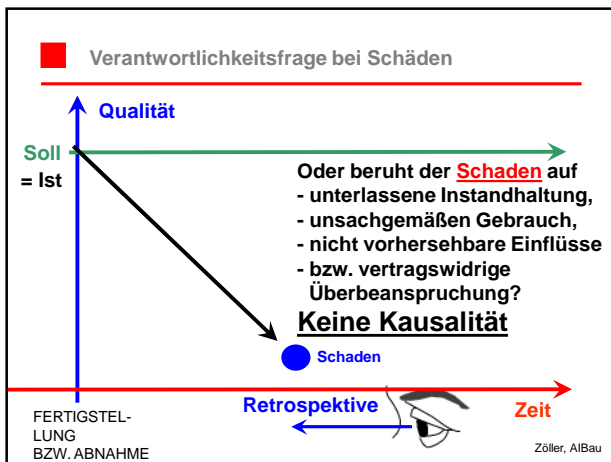 Verantwortlichkeitsfrage bei Schäden
Qualität
Soll
= Ist
Oder beruht der Schaden auf
- unterlassene Instandhaltung,
- unsachgemäßen Gebrauch,
- nicht vorhersehbare Einflüsse
- bzw. vertragswidrige
Überbeanspruchung?
Keine Kausalität
Schaden
Retrospektive
Zeit
FERTIGSTEL-
LUNG
BZW. ABNAHME
Zöller, AIBau